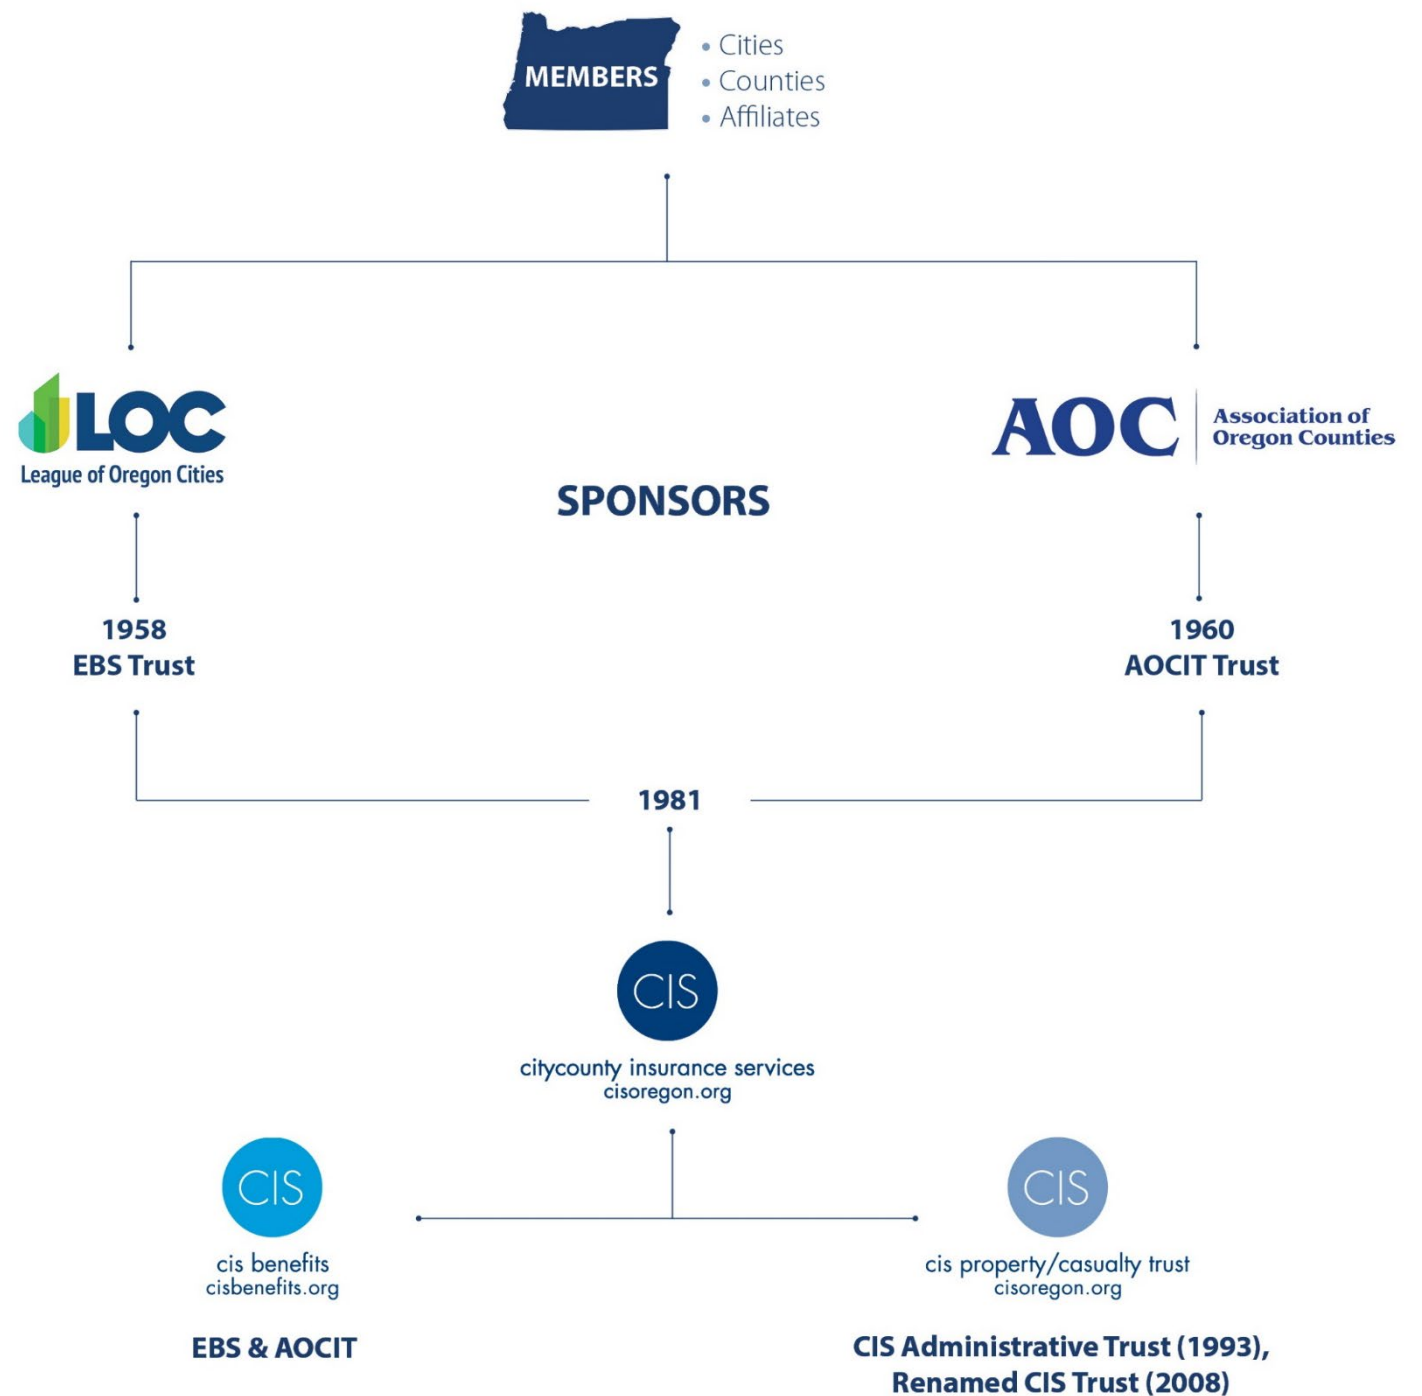 MEMBERS
• Cities
• Counties
• Affiliates
LOC
League of Oregon Cities
AOC
Association of
Oregon Counties
SPONSORS
1958
EBS Trust
1960
AOCIT Trust
1981
CIS
citycounty insurance services
cisoregon.org
CIS
cis benefits
cisbenefits.org
EBS & AOCIT
CIS
cis property/casualty trust
cisoregon.org
CIS Administrative Trust (1993),
Renamed CIS Trust (2008)